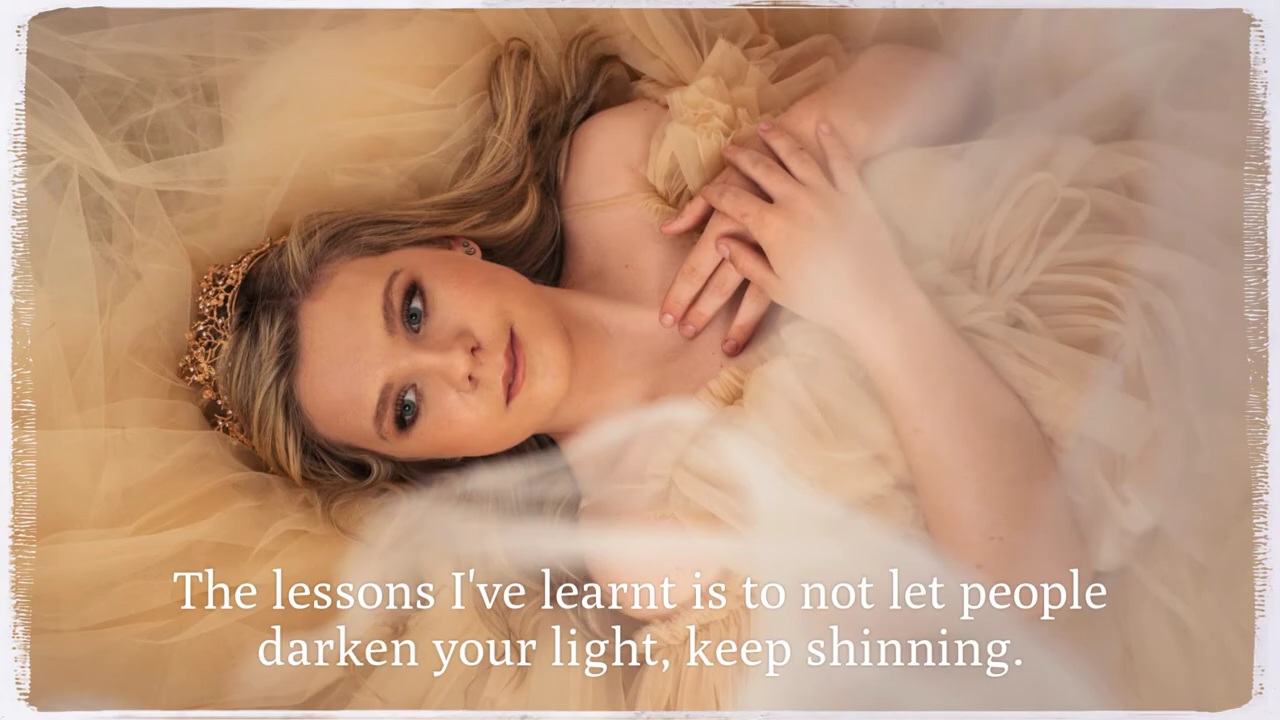 The lessons I've learnt is to not let people
darken your light, keep shinning.